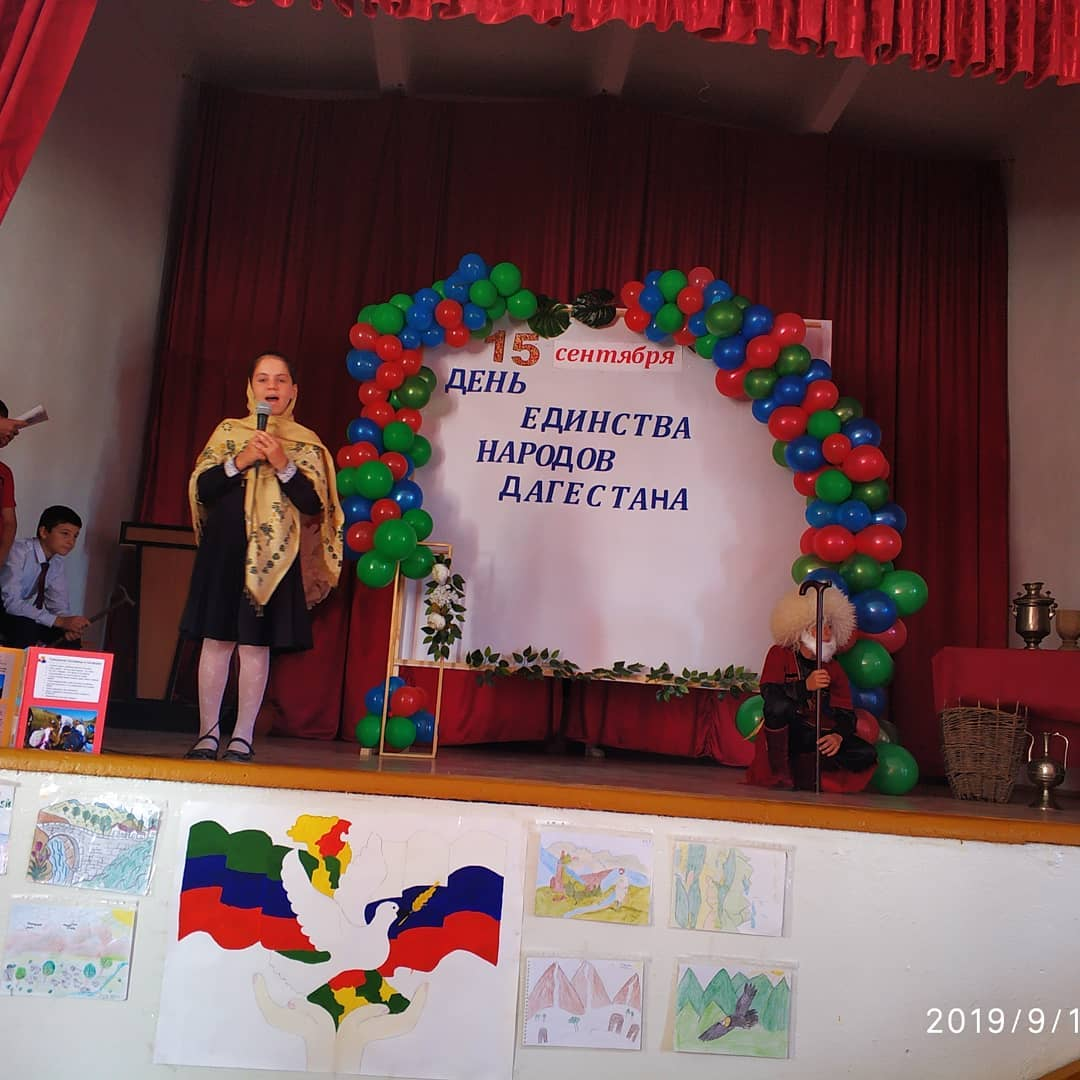 15 сентября
ДЕНЬ
ЕДИНСТВА
НАРОДОВ
ДАГЕСТАНА
2019/9/1